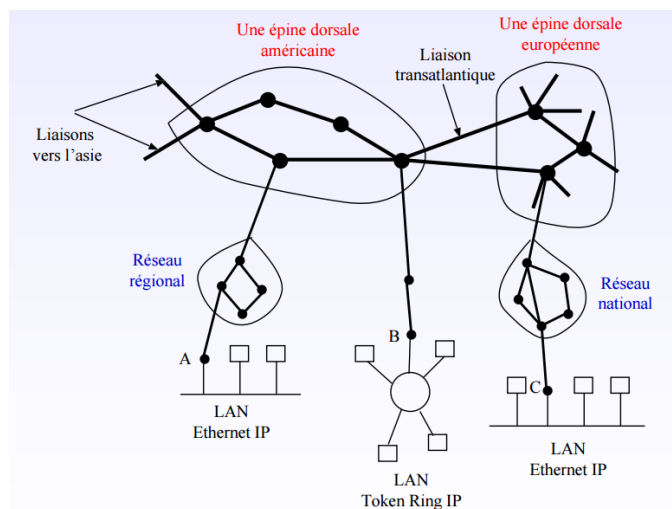 Une épine dorsale
américaine
Une épine dorsale
européenne
Liaison
transatlantique
Liaisons
vers l'asie
Réseau
régional
Réseau
national
A
B
C
LAN
Ethernet IP
LAN
Token Ring IP
LAN
Ethernet IP